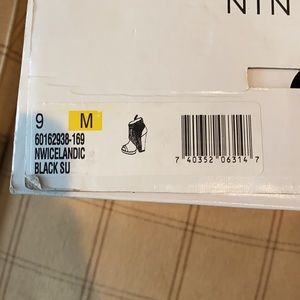 NIN
9 M
60162938-169
NWICELANDIC
BLACK SU
7 40352 06314 7